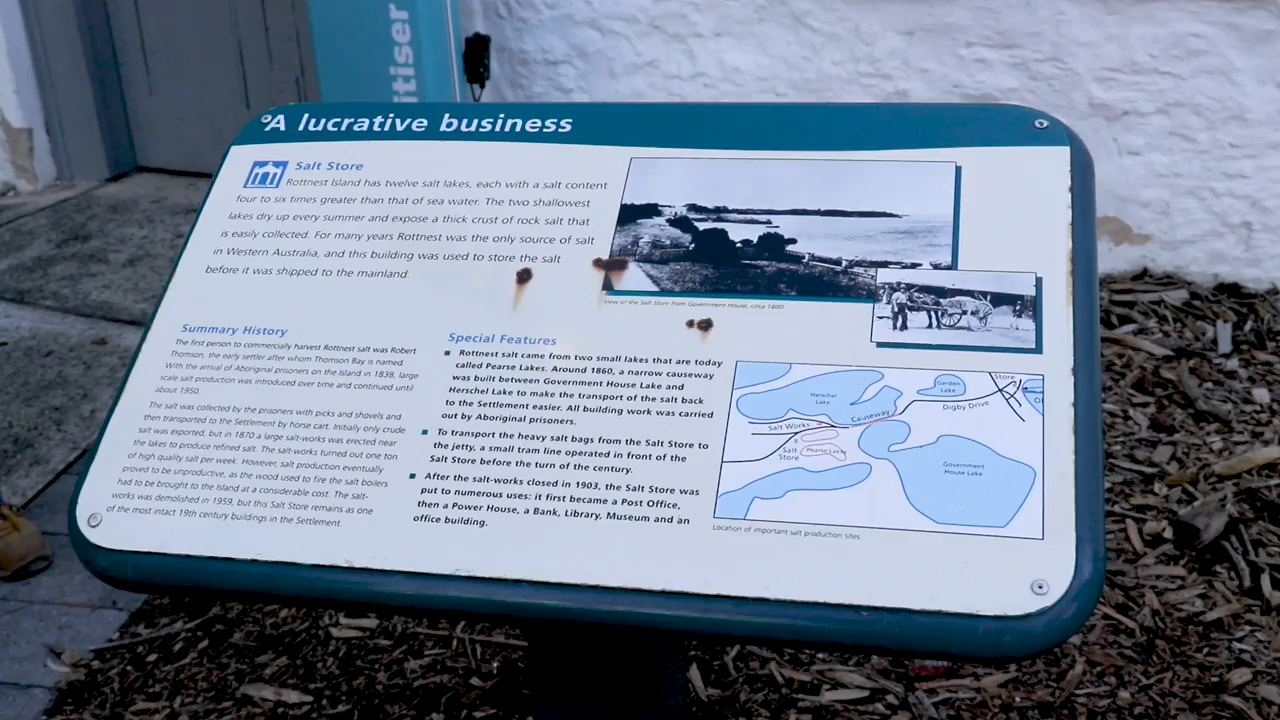 itiser
A lucrative business
Salt Store
Rottnest Island has twelve salt lakes, each with a salt content
four to six times greater than that of sea water. The two shallowest
lakes dry up every summer and expose a thick crust of rock salt that
is easily collected. For many years Rottnest was the only source of salt
in Western Australia, and this building was used to store the salt
before it was shipped to the mainland.
View of the Salt Store from Government House, circa 1880
Summary History
The first person to commercially harvest Rottnest salt was Robert
Thomson, the early settler after whom Thomson Bay is named.
With the arrival of Aboriginal prisoners on the Island in 1838, large
scale salt production was introduced over time and continued until
about 1950.
The salt was collected by the prisoners with picks and shovels and
then transported to the Settlement by horse cart. Initially only crude
salt was exported, but in 1870 a large salt-works was erected near
the lakes to produce refined salt. The salt-works turned out one ton
of high quality salt per week. However, salt production eventually
proved to be unproductive, as the wood used to fire the salt boilers
had to be brought to the Island at a considerable cost. The salt-
works was demolished in 1959, but this Salt Store remains as one
of the most intact 19th century buildings in the Settlement.
Special Features
Rottnest salt came from two small lakes that are today
called Pearse Lakes. Around 1860, a narrow causeway
was built between Government House Lake and
Herschel Lake to make the transport of the salt back
to the Settlement easier. All building work was carried
out by Aboriginal prisoners.
To transport the heavy salt bags from the Salt Store to
the jetty, a small tram line operated in front of the
Salt Store before the turn of the century.
After the salt-works closed in 1903, the Salt Store was
put to numerous uses: it first became a Post Office,
then a Power House, a Bank, Library, Museum and an
office building.
Herschel
Lake
Garden
Lake
Store
Digby Drive
Causeway
Salt Works
Salt
Store
Pearse Lakes
Government
House Lake
Location of important salt production sites.